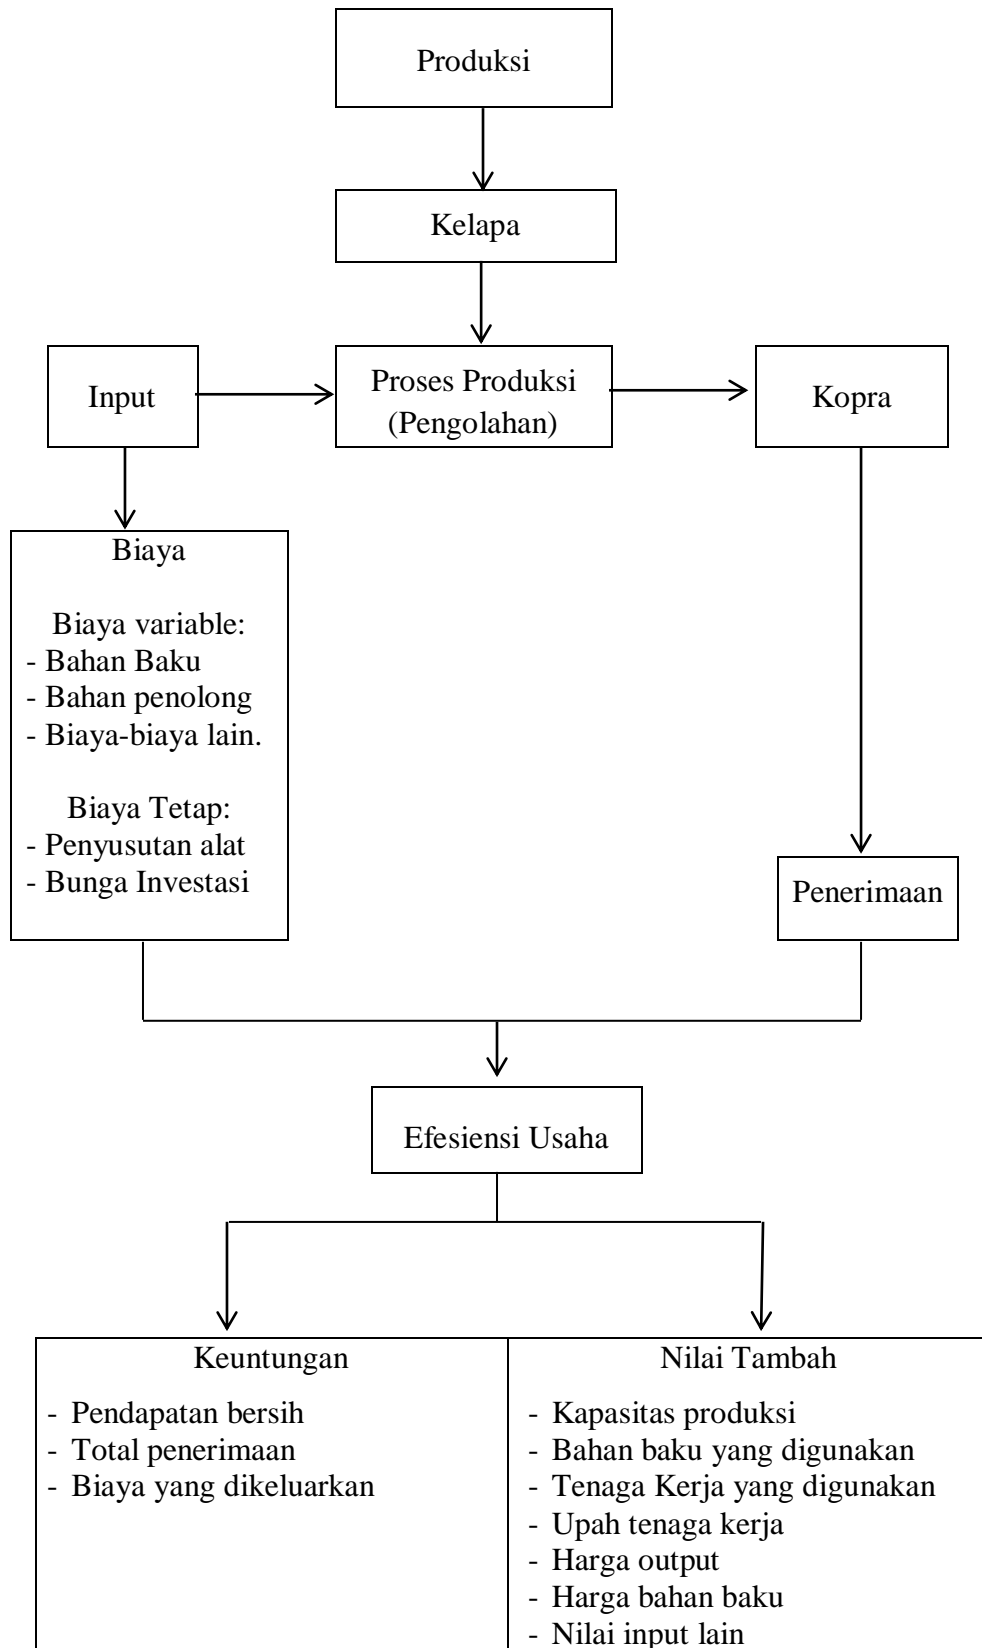 Produksi
Kelapa
Input
Proses Produksi
(Pengolahan)
Kopra
Biaya
Biaya variable:
- Bahan Baku
- Bahan penolong
- Biaya-biaya lain.
Biaya Tetap:
- Penyusutan alat
- Bunga Investasi
Penerimaan
Efesiensi Usaha
Keuntungan
- Pendapatan bersih
- Total penerimaan
- Biaya yang dikeluarkan
Nilai Tambah
- Kapasitas produksi
- Bahan baku yang digunakan
- Tenaga Kerja yang digunakan
- Upah tenaga kerja
- Harga output
- Harga bahan baku
- Nilai input lain